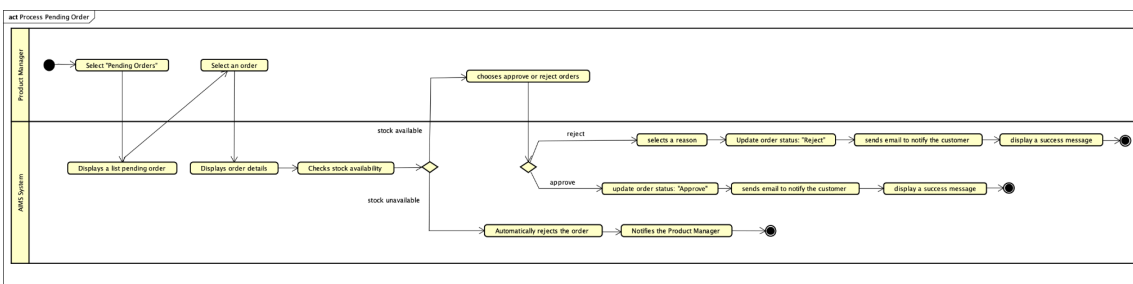 act Process Pending Order
Product Manager
Select "Pending Orders"
Select an order
chooses approve or reject orders
stock available
AIMS System
Displays a list pending order
Displays order details
Checks stock availability
reject
selects a reason
Update order status: "Reject"
sends email to notify the customer
display a success message
approve
update order status: "Approve"
sends email to notify the customer
display a success message
stock unavailable
Automatically rejects the order
Notifies the Product Manager